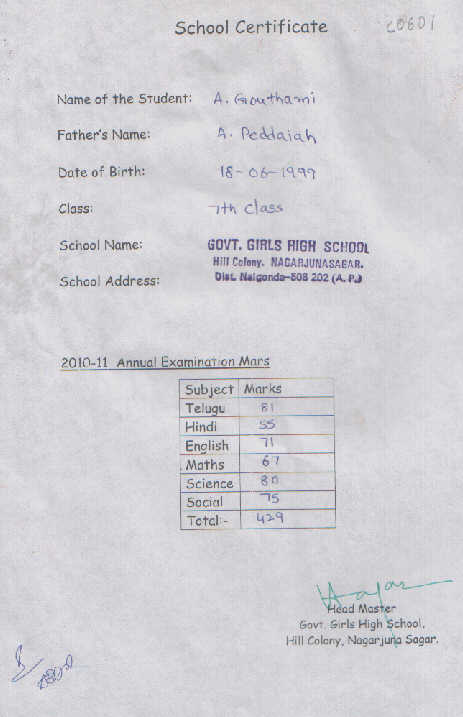 School Certificate
C0601
Name of the Student: A. Gouthami
Father's Name: A. Peddaiah
Date of Birth: 18-06-1999
Class: 7th class
School Name: GOVT. GIRLS HIGH SCHOOL
Hill Colony. NAGARJUNASAGAR.
School Address: Dist. Nalgonda-508 202 (A. P.)
2010-11 Annual Examination Mars
Subject Marks
Telugu 81
Hindi 55
English 71
Maths 67
Science 80
Social 75
Total:- 429
Head Master
Govt. Girls High School,
Hill Colony, Nagarjuna Sagar.